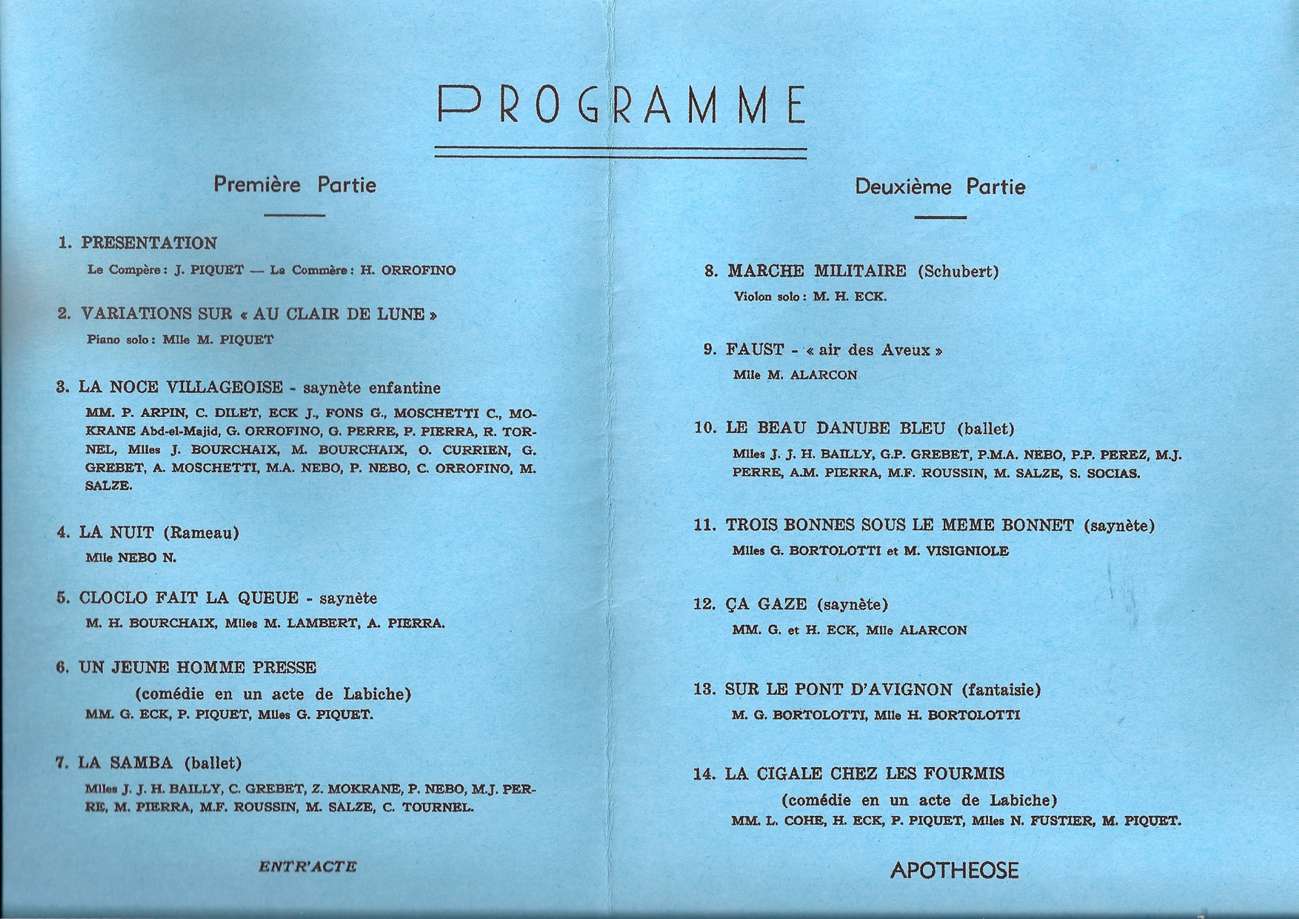 PROGRAMME
Première Partie
1. PRESENTATION
Le Compère : J. PIQUET — La Commère : H. ORROFINO
2. VARIATIONS SUR « AU CLAIR DE LUNE »
Piano solo : Mlle M. PIQUET
3. LA NOCE VILLAGEOISE - saynète enfantine
MM. P. ARPIN, C. DILET, ECK J., FONS G., MOSCHETTI C., MO-
KRANE Abd-el-Majid, G. ORROFINO, G. PERRE, P. PIERRA, R. TOR-
NEL, Mlles J. BOURCHAIX, M. BOURCHAIX, O. CURRIEN, G.
GREBET, A. MOSCHETTI, M.A. NEBO, P. NEBO, C. ORROFINO, M.
SALZE.
4. LA NUIT (Rameau)
Mlle NEBO N.
5. CLOCLO FAIT LA QUEUE - saynète
M. H. BOURCHAIX, Mlles M. LAMBERT, A. PIERRA.
6. UN JEUNE HOMME PRESSE
(comédie en un acte de Labiche)
MM. G. ECK, P. PIQUET, Mlles G. PIQUET.
7. LA SAMBA (ballet)
Mlles J. J. H. BAILLY, C. GREBET, Z. MOKRANE, P. NEBO, M.J. PER-
RE, M. PIERRA, M.F. ROUSSIN, M. SALZE, C. TOURNEL.
ENTR'ACTE
Deuxième Partie
8. MARCHE MILITAIRE (Schubert)
Violon solo : M. H. ECK.
9. FAUST - « air des Aveux »
Mlle M. ALARCON
10. LE BEAU DANUBE BLEU (ballet)
Mlles J. J. H. BAILLY, G.P. GREBET, P.M.A. NEBO, P.P. PEREZ, M.J.
PERRE, A.M. PIERRA, M.F. ROUSSIN, M. SALZE, S. SOCIAS.
11. TROIS BONNES SOUS LE MEME BONNET (saynète)
Mlles G. BORTOLOTTI et M. VISIGNIOLE
12. ÇA GAZE (saynète)
MM. G. et H. ECK, Mlle ALARCON
13. SUR LE PONT D'AVIGNON (fantaisie)
M. G. BORTOLOTTI, Mlle H. BORTOLOTTI
14. LA CIGALE CHEZ LES FOURMIS
(comédie en un acte de Labiche)
MM. L. COHE, H. ECK, P. PIQUET, Mlles N. FUSTIER, M. PIQUET.
APOTHEOSE